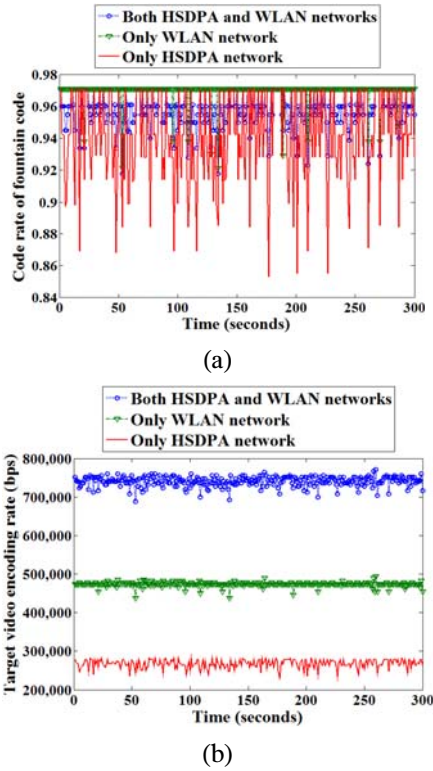 Both HSDPA and WLAN networks
Only WLAN network
Only HSDPA network
Code rate of fountain code
0.98
0.96
0.94
0.92
0.9
0.88
0.86
0.84
0 50 100 150 200 250 300
Time (seconds)
(a)
Both HSDPA and WLAN networks
Only WLAN network
Only HSDPA network
Target video encoding rate (bps)
800,000
700,000
600,000
500,000
400,000
300,000
200,000
0 50 100 150 200 250 300
Time (seconds)
(b)